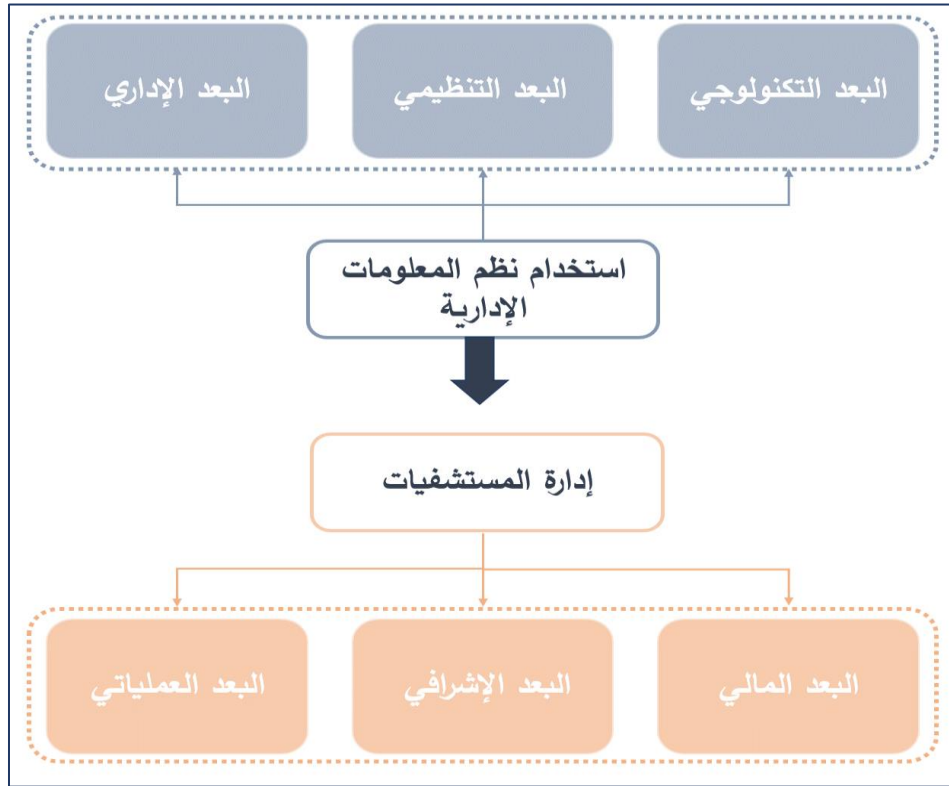 البعد التكنولوجي
البعد التنظيمي
البعد الإداري
استخدام نظم المعلومات
الإدارية
إدارة المستشفيات
البعد المالي
البعد الإشرافي
البعد العملياتي